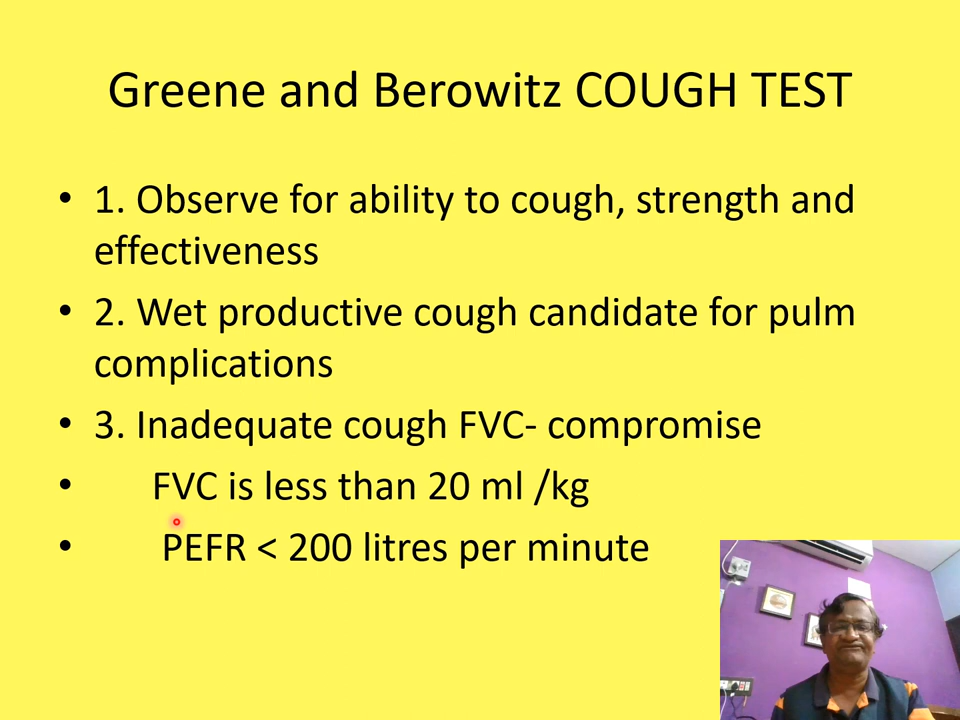 Greene and Berowitz COUGH TEST
• 1. Observe for ability to cough, strength and
effectiveness
• 2. Wet productive cough candidate for pulm
complications
• 3. Inadequate cough FVC- compromise
• FVC is less than 20 ml /kg
• PEFR < 200 litres per minute